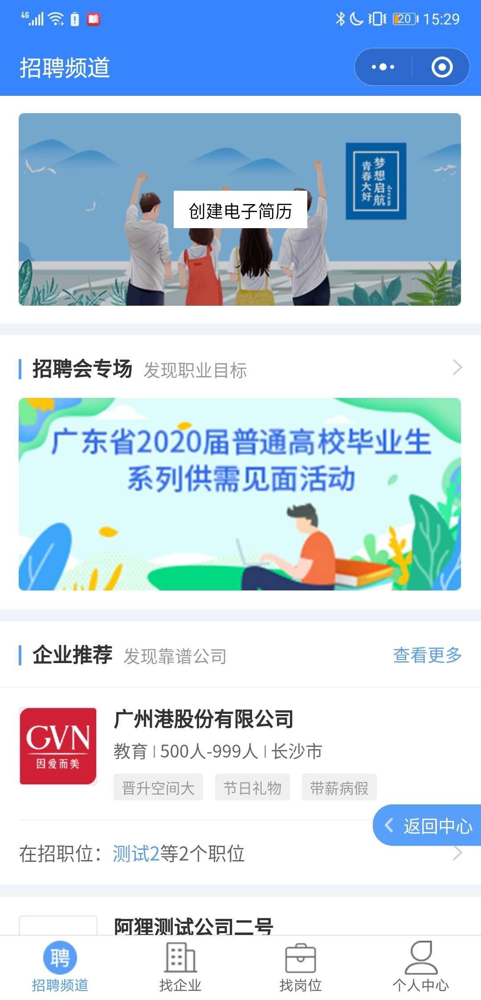 4G
20
15:29
招聘频道
梦想启航
青春大好
dream
创建电子简历
招聘会专场 发现职业目标
广东省2020届普通高校毕业生
系列供需见面活动
企业推荐 发现靠谱公司 查看更多
GVN
因爱而美
广州港股份有限公司
教育 500人-999人 长沙市
晋升空间大 节日礼物 带薪病假
返回中心
在招职位：测试2等2个职位
阿狸测试公司二号
聘
招聘频道 找企业 找岗位 个人中心